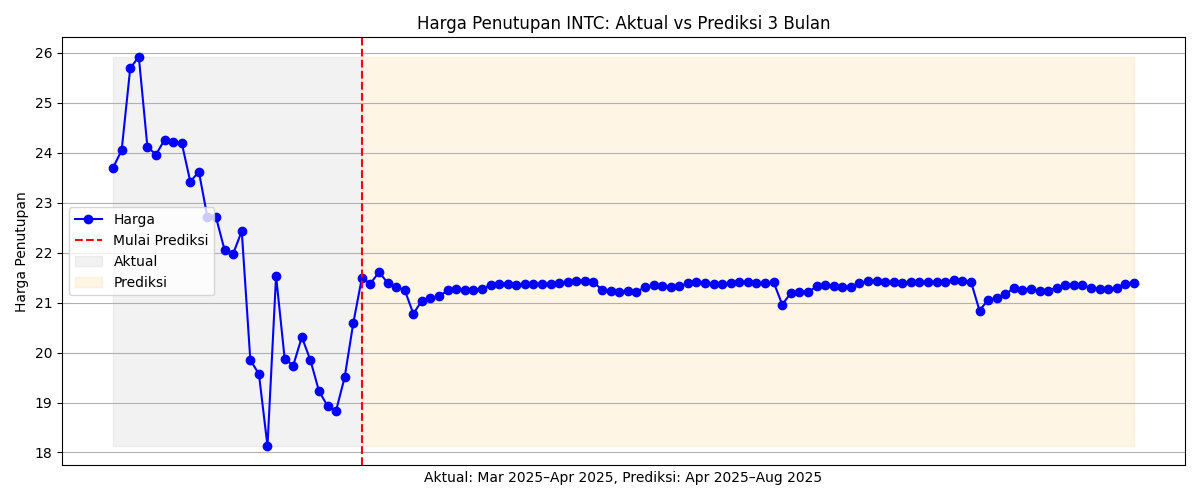 Harga Penutupan INTC: Aktual vs Prediksi 3 Bulan
Harga Penutupan
26
25
24
23
22
21
20
19
18
Harga
Mulai Prediksi
Aktual
Prediksi
Aktual: Mar 2025–Apr 2025, Prediksi: Apr 2025–Aug 2025